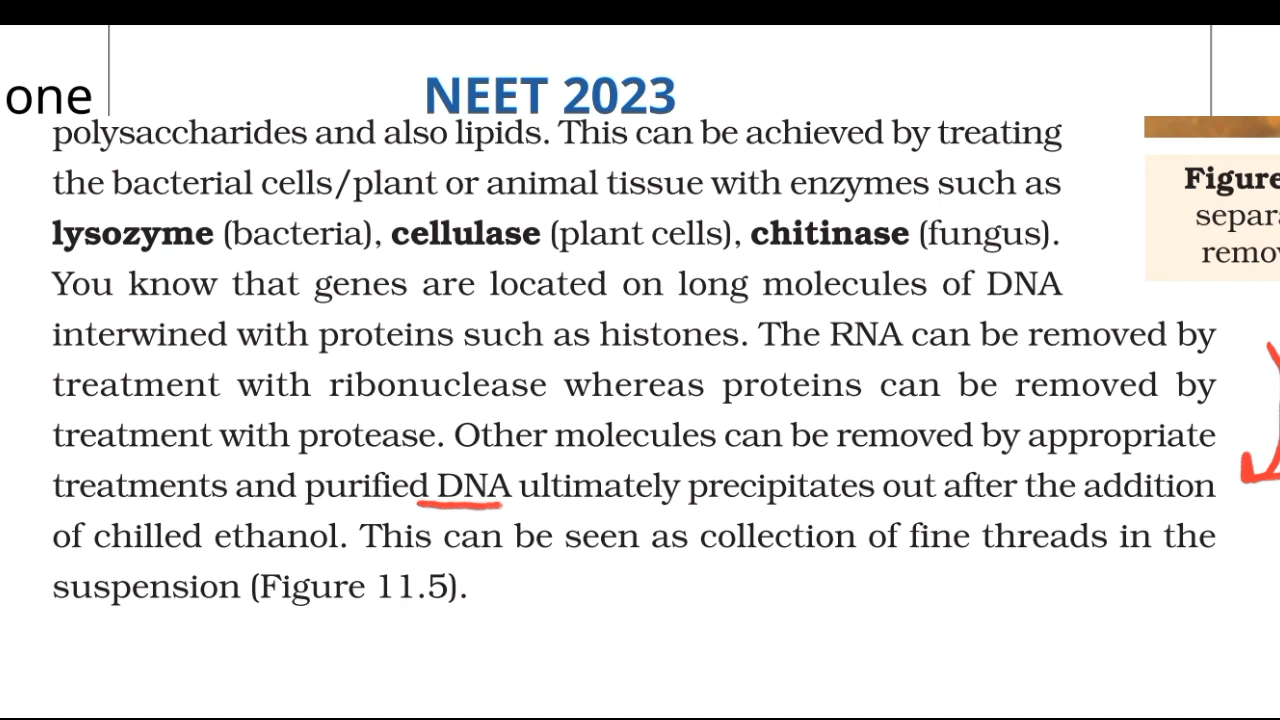 one
NEET 2023
polysaccharides and also lipids. This can be achieved by treating
the bacterial cells/plant or animal tissue with enzymes such as
lysozyme (bacteria), cellulase (plant cells), chitinase (fungus).
You know that genes are located on long molecules of DNA
interwined with proteins such as histones. The RNA can be removed by
treatment with ribonuclease whereas proteins can be removed by
treatment with protease. Other molecules can be removed by appropriate
treatments and purified DNA ultimately precipitates out after the addition
of chilled ethanol. This can be seen as collection of fine threads in the
suspension (Figure 11.5).
Figure
separa
remov